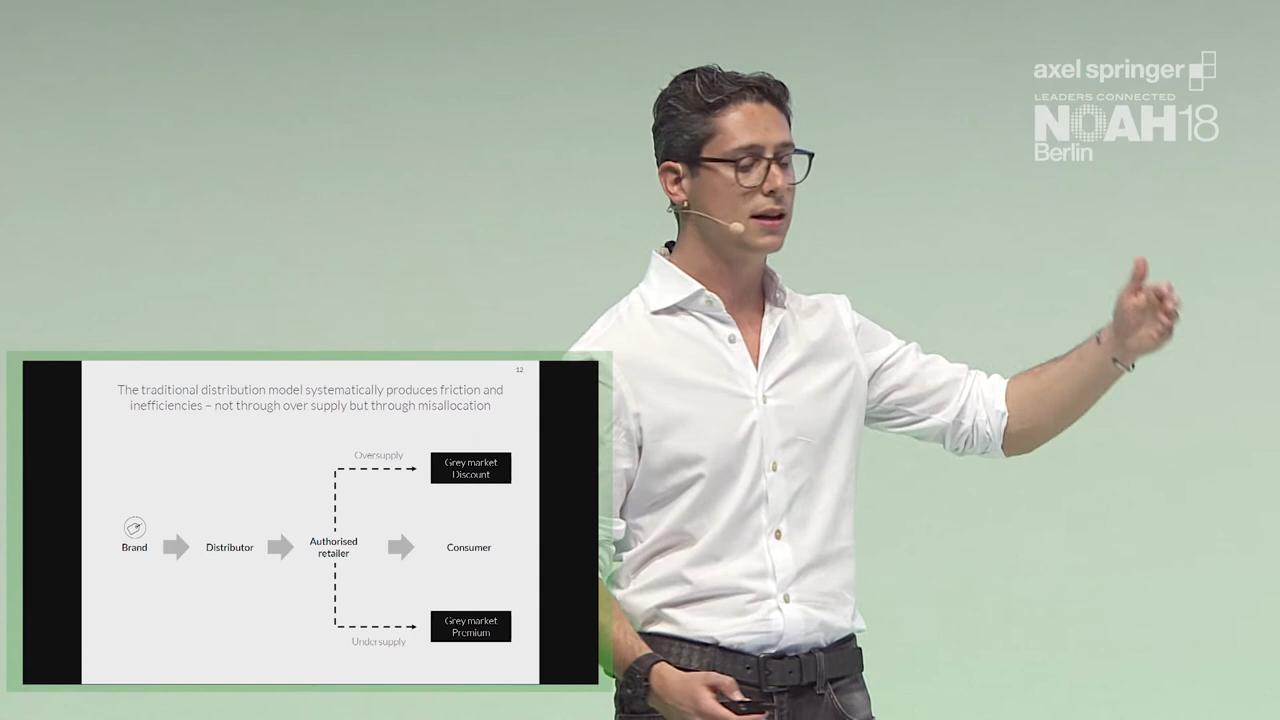 axel springer
LEADERS CONNECTED
NOAH18
Berlin
12
The traditional distribution model systematically produces friction and
inefficiencies – not through over supply but through misallocation
Oversupply
Grey market
Discount
Brand
Distributor
Authorised
retailer
Consumer
Grey market
Premium
Undersupply